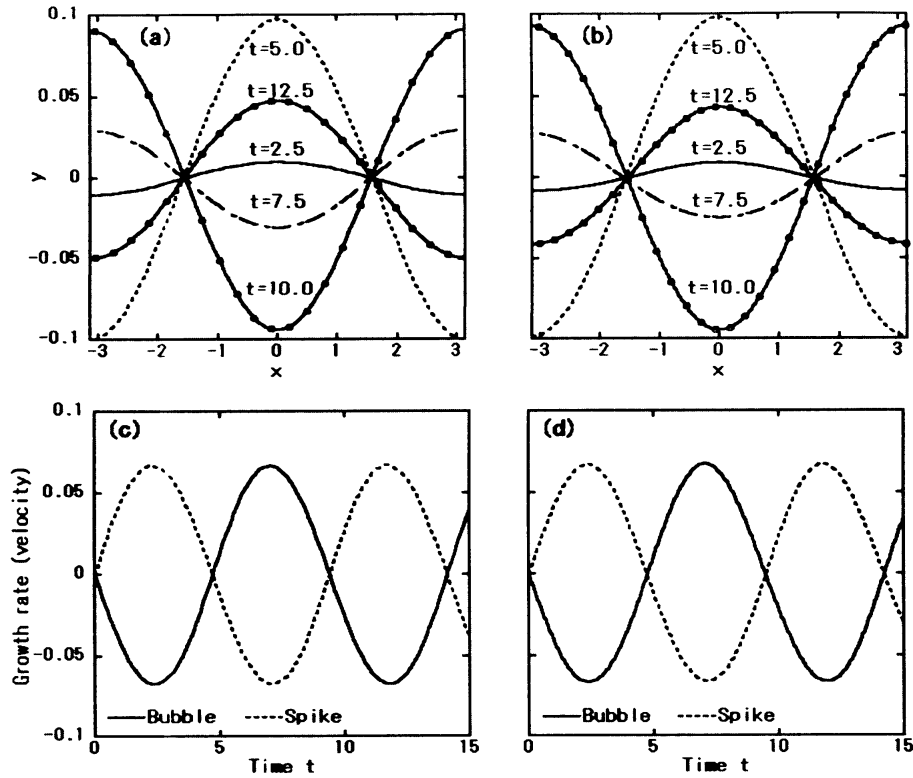 (a)
t=5.0
t=12.5
t=2.5
t=7.5
t=10.0
0.1
0.05
0
-0.05
-0.1
y
-3 -2 -1 0 1 2 3
x
(b)
t=5.0
t=12.5
t=2.5
t=7.5
t=10.0
-3 -2 -1 0 1 2 3
x
(c)
0.1
0.05
0
-0.05
-0.1
Growth rate (velocity)
Bubble Spike
0 5 10 15
Time t
(d)
Bubble Spike
0 5 10 15
Time t